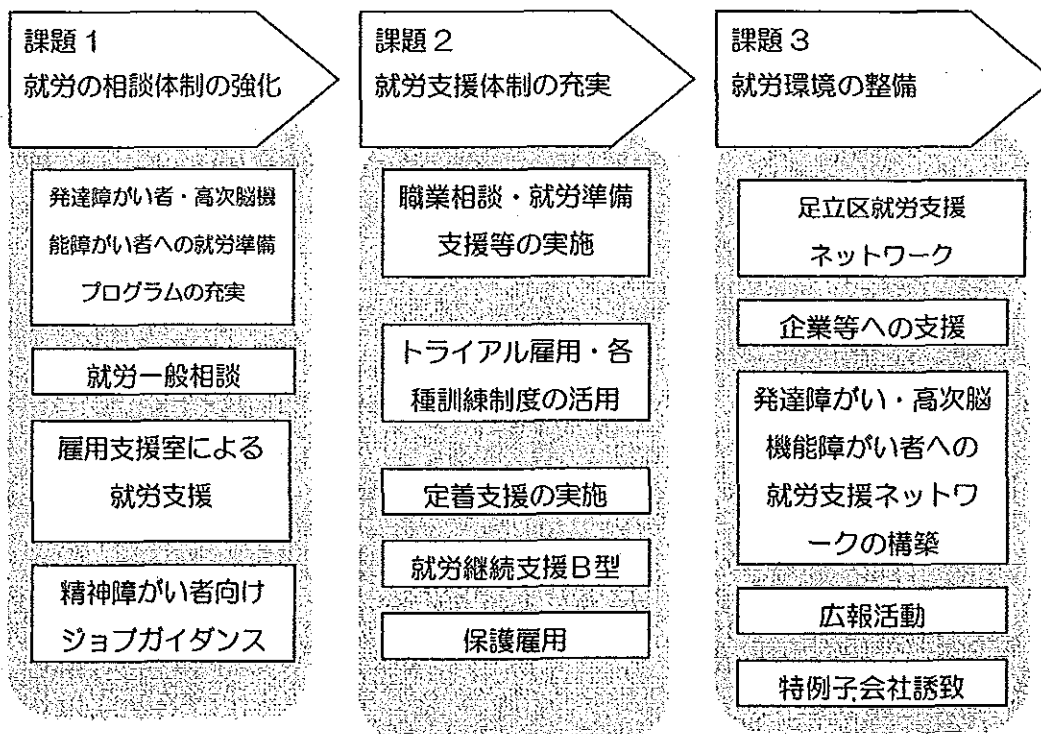 課題1
就労の相談体制の強化
発達障がい者・高次脳機
能障がい者への就労準備
プログラムの充実
就労一般相談
雇用支援室による
就労支援
精神障がい者向け
ジョブガイダンス
課題2
就労支援体制の充実
職業相談・就労準備
支援等の実施
トライアル雇用・各
種訓練制度の活用
定着支援の実施
就労継続支援B型
保護雇用
課題3
就労環境の整備
足立区就労支援
ネットワーク
企業等への支援
発達障がい・高次脳
機能障がい者への
就労支援ネットワ
ークの構築
広報活動
特例子会社誘致